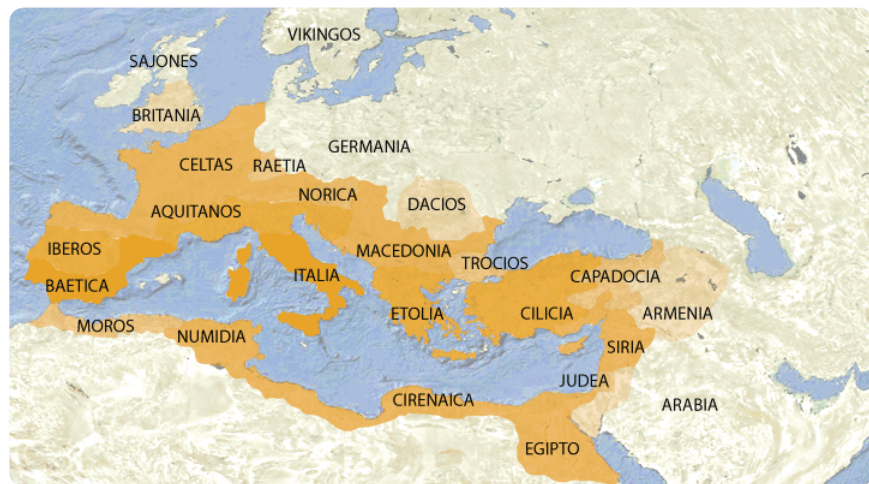 VIKINGOS
SAJONES
BRITANIA
GERMANIA
CELTAS
RAETIA
NORICA
DACIOS
AQUITANOS
IBEROS
MACEDONIA
TROCIOS
CAPADOCIA
BAETICA
ITALIA
ETOLIA
CILICIA
ARMENIA
MOROS
NUMIDIA
SIRIA
JUDEA
CIRENAICA
ARABIA
EGIPTO